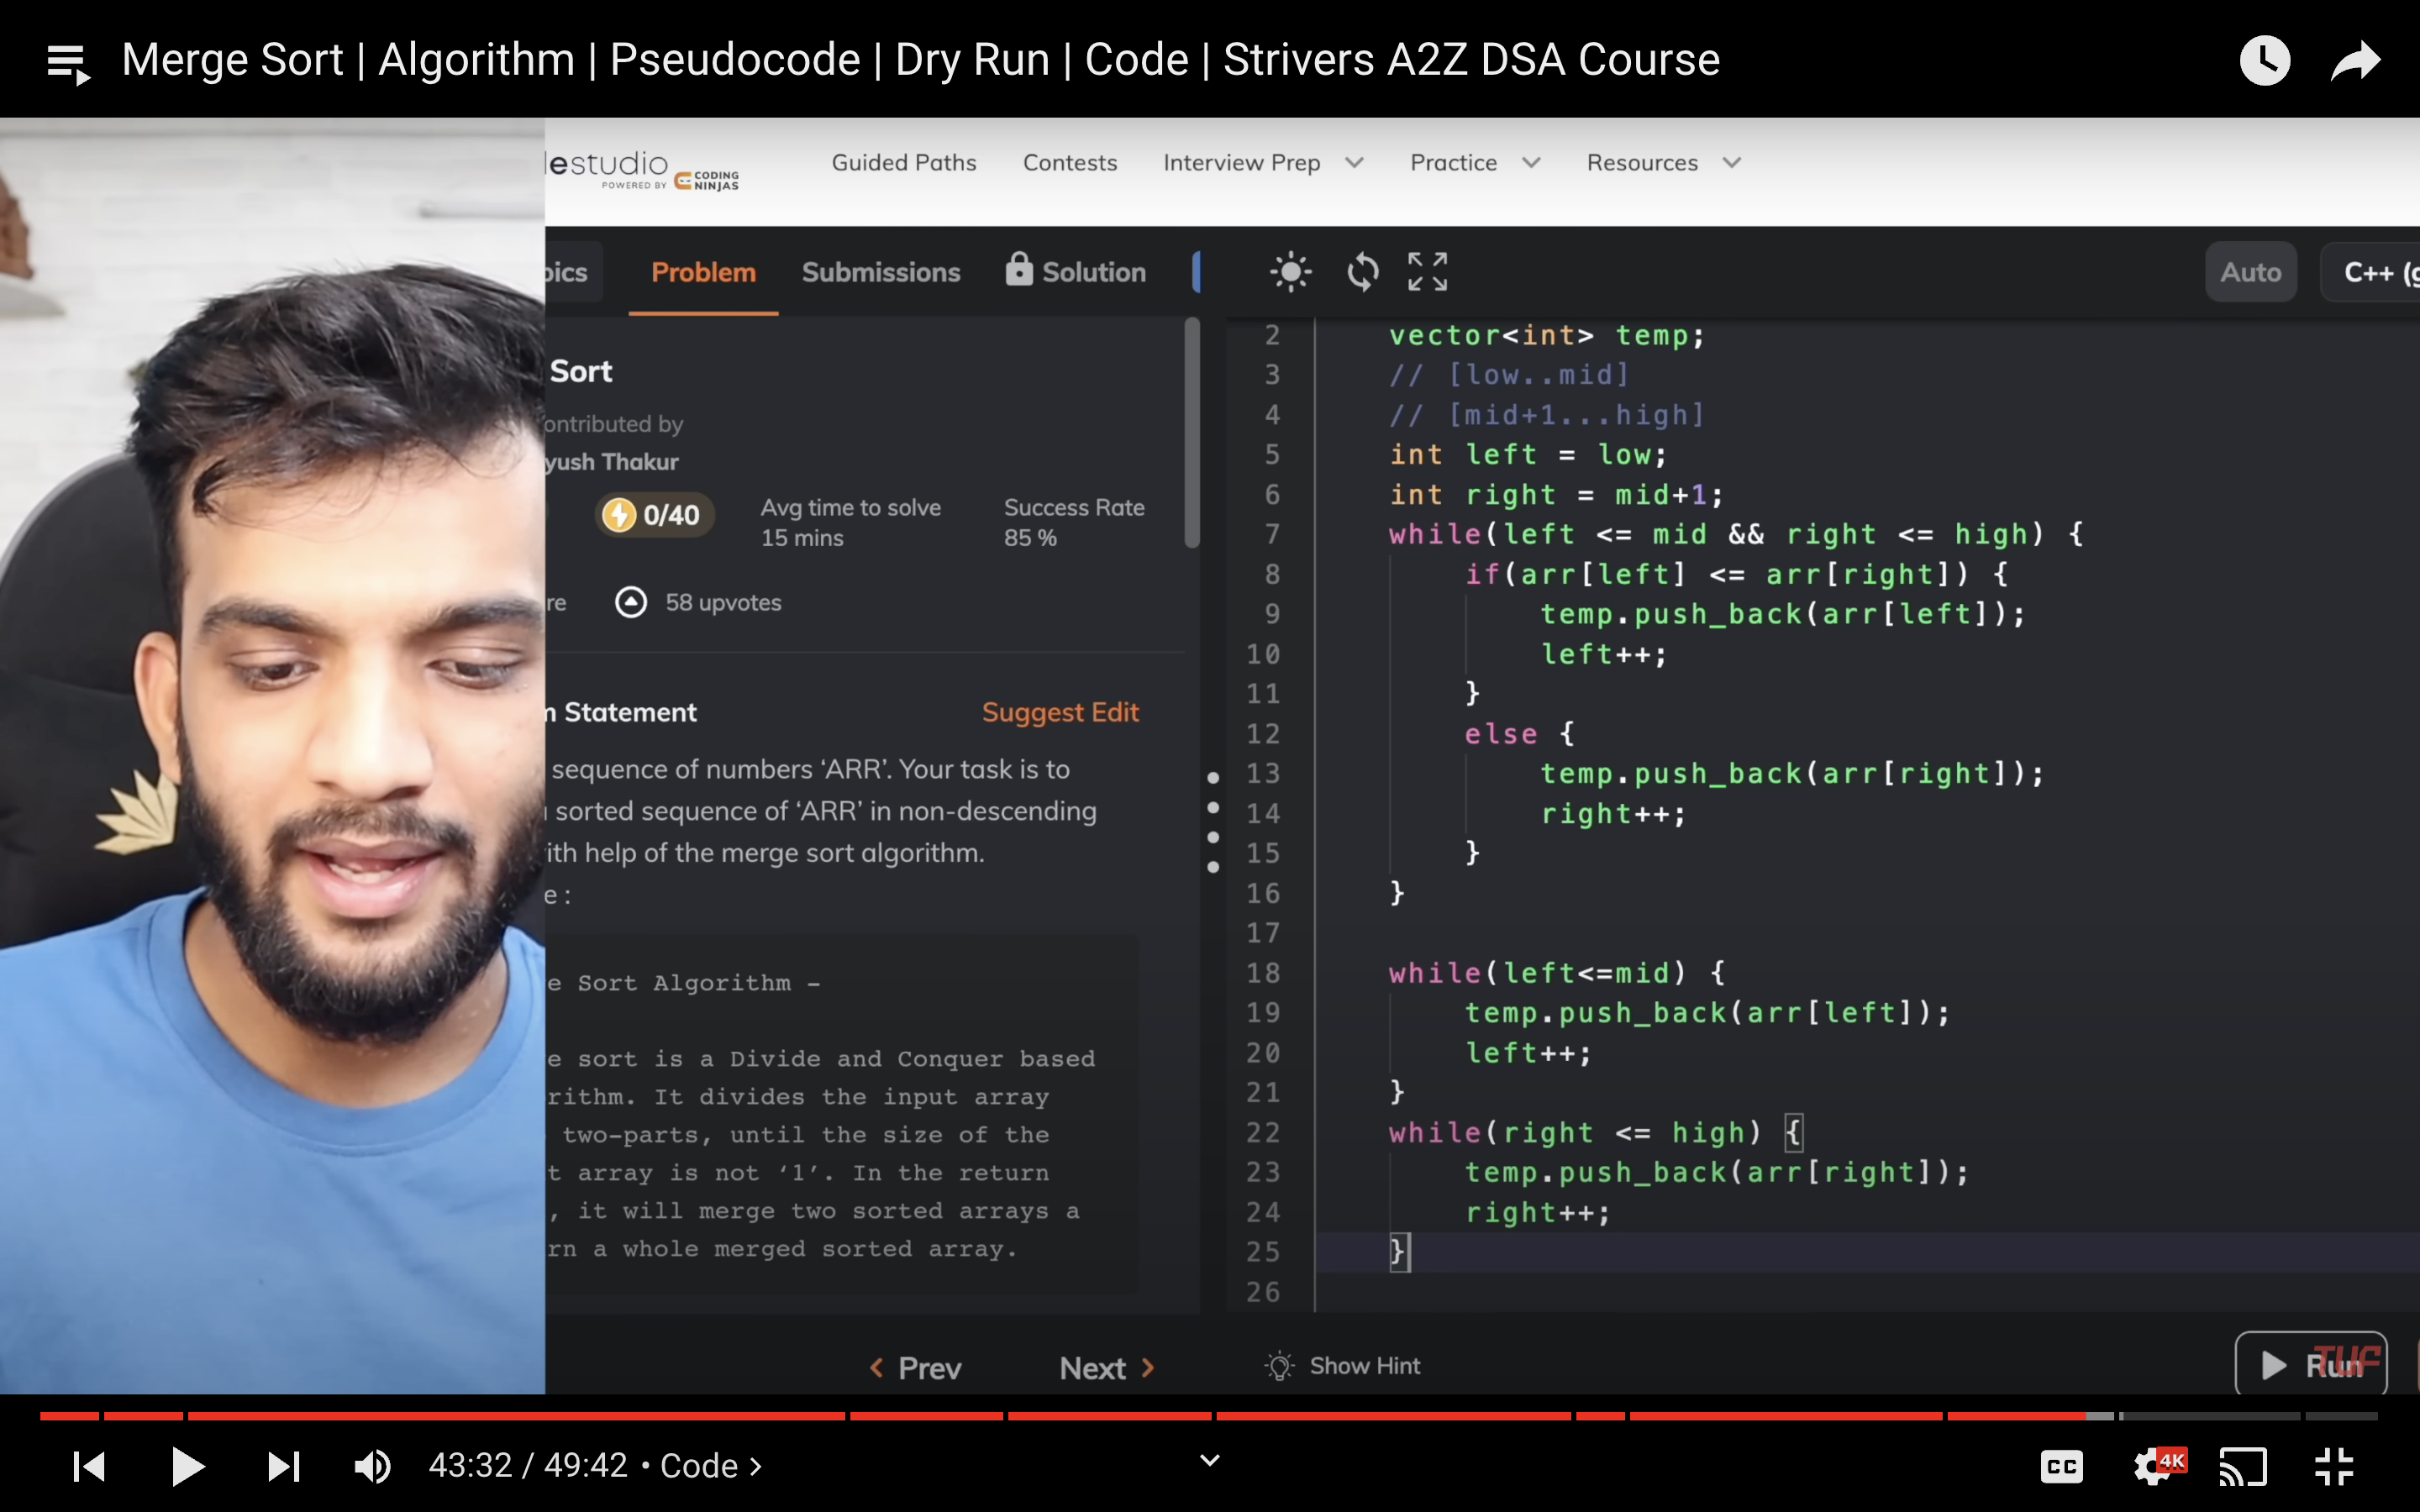 Merge Sort | Algorithm | Pseudocode | Dry Run | Code | Strivers A2Z DSA Course
estudio
POWERED BY CODING NINJAS
Guided Paths Contests Interview Prep Practice Resources
Problem Submissions Solution
Auto C++ (g
Sort
ontributed by
yush Thakur
0/40
Avg time to solve
15 mins
Success Rate
85 %
re 58 upvotes
Statement Suggest Edit
sequence of numbers ‘ARR’. Your task is to
sorted sequence of ‘ARR’ in non-descending
ith help of the merge sort algorithm.
e :
e Sort Algorithm -
e sort is a Divide and Conquer based
rithm. It divides the input array
two-parts, until the size of the
t array is not ‘1’. In the return
, it will merge two sorted arrays a
rn a whole merged sorted array.
Prev Next
2 vector<int> temp;
3 // [low..mid]
4 // [mid+1...high]
5 int left = low;
6 int right = mid+1;
7 while(left <= mid && right <= high) {
8 if(arr[left] <= arr[right]) {
9 temp.push_back(arr[left]);
10 left++;
11 }
12 else {
13 temp.push_back(arr[right]);
14 right++;
15 }
16 }
17
18 while(left<=mid) {
19 temp.push_back(arr[left]);
20 left++;
21 }
22 while(right <= high) {
23 temp.push_back(arr[right]);
24 right++;
25 }
26
Show Hint
Run
TUF
43:32 / 49:42 • Code
CC
4K